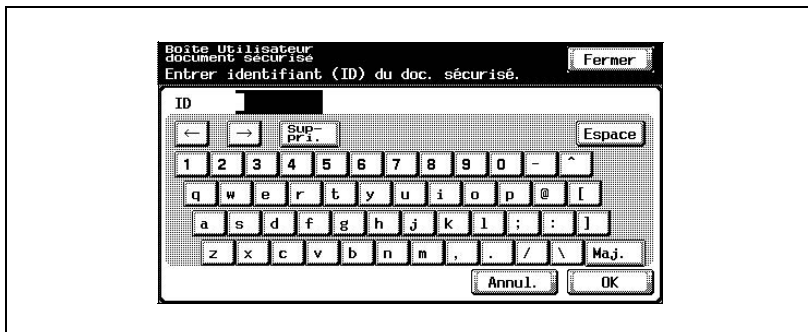 Boîte Utilisateur
document sécurisé
Fermer
Entrer identifiant (ID) du doc. sécurisé.
ID
← → Sup-
pri. Espace
1 2 3 4 5 6 7 8 9 0 - ^
q w e r t y u i o p @ [
a s d f g h j k l ; : ]
z x c v b n m , . / \ Maj.
Annul. OK